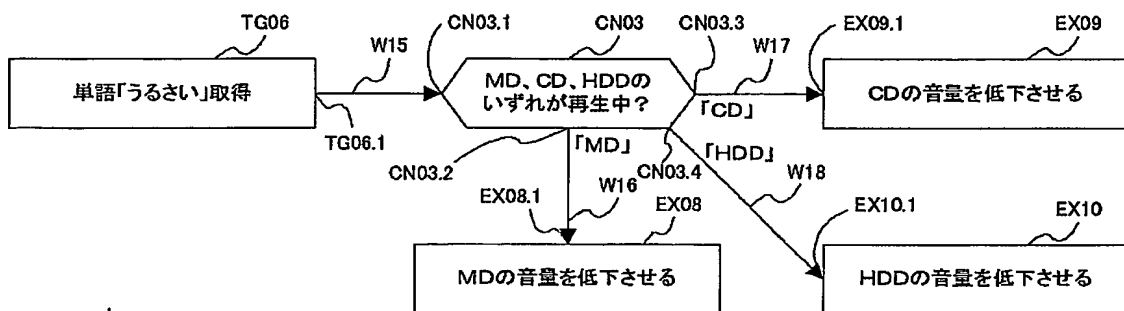 TG06
W15
CN03.1
CN03
CN03.3
W17
EX09.1
EX09
単語「うるさい」取得
MD、CD、HDDの
いずれが再生中？
CDの音量を低下させる
TG06.1
CN03.2
「MD」
「CD」
CN03.4
「HDD」
W18
EX08.1
W16
EX08
EX10.1
EX10
MDの音量を低下させる
HDDの音量を低下させる